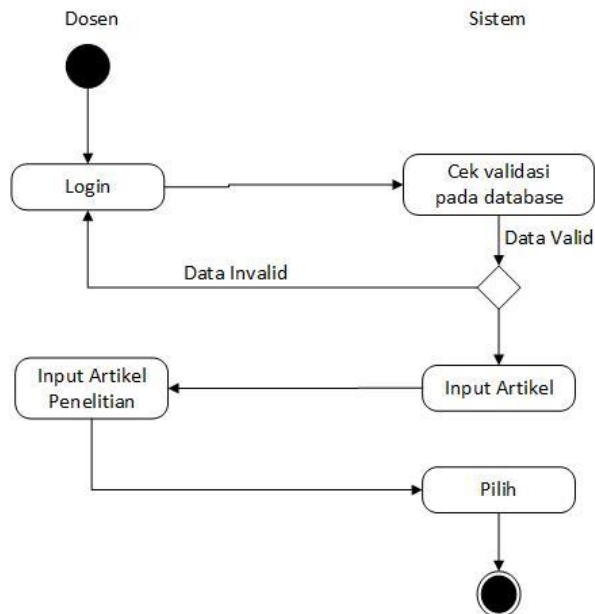 Dosen
Sistem
Login
Cek validasi
pada database
Data Valid
Data Invalid
Input Artikel
Penelitian
Input Artikel
Pilih